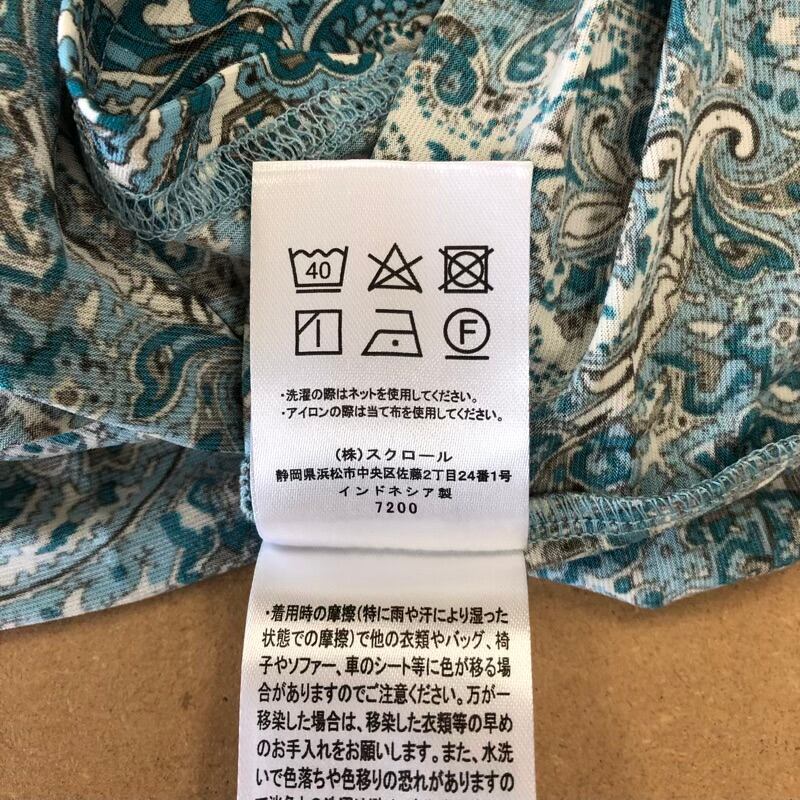 40
F
・洗濯の際はネットを使用してください。
・アイロンの際は当て布を使用してください。
(株)スクロール
静岡県浜松市中央区佐藤2丁目24番1号
インドネシア製
7200
・着用時の摩擦(特に雨や汗により湿った
状態での摩擦)で他の衣類やバッグ、椅
子やソファー、車のシート等に色が移る場
合がありますのでご注意ください。万が一
移染した場合は、移染した衣類等の早め
のお手入れをお願いします。また、水洗
いで色落ちや色移りの恐れがありますの